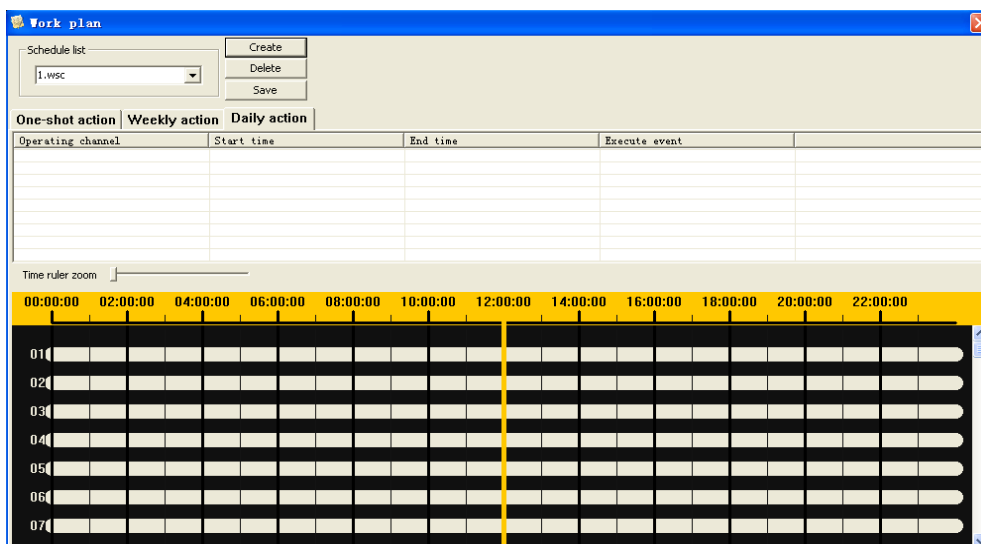 Work plan
Schedule list
Create
1.wsc
Delete
Save
One-shot action Weekly action Daily action
Operating channel Start time End time Execute event
Time ruler zoom
00:00:00 02:00:00 04:00:00 06:00:00 08:00:00 10:00:00 12:00:00 14:00:00 16:00:00 18:00:00 20:00:00 22:00:00
01
02
03
04
05
06
07